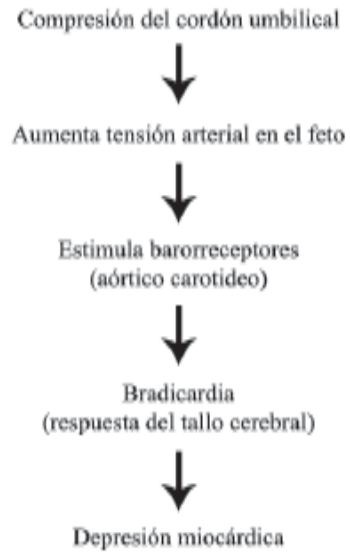 Compresión del cordón umbilical
Aumenta tensión arterial en el feto
Estimula barorreceptores
(aórtico carotideo)
Bradicardia
(respuesta del tallo cerebral)
Depresión miocárdica